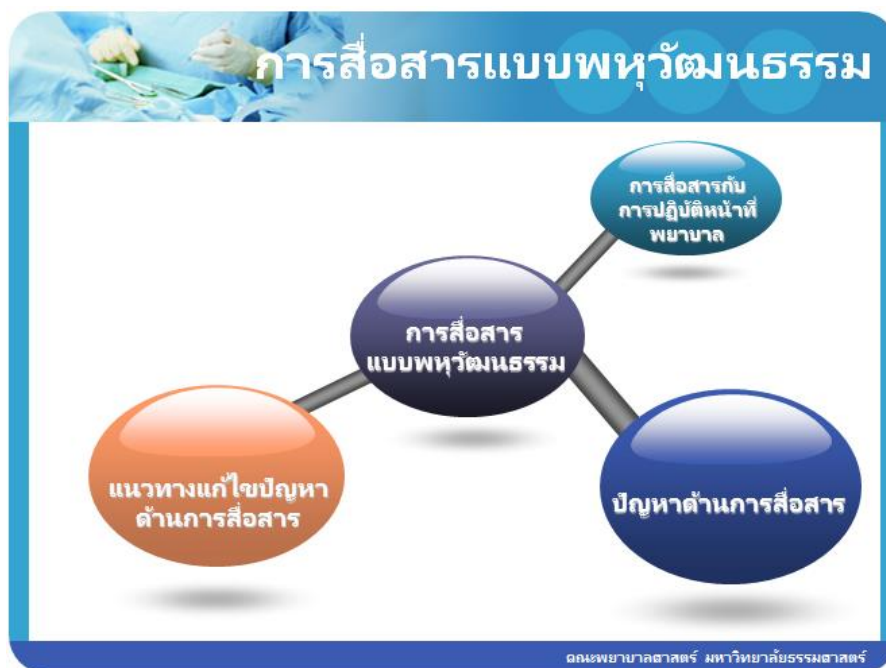 การสื่อสารแบบพหุวัฒนธรรม
การสื่อสารกับ
การปฏิบัติหน้าที่
พยาบาล
การสื่อสาร
แบบพหุวัฒนธรรม
แนวทางแก้ไขปัญหา
ด้านการสื่อสาร
ปัญหาด้านการสื่อสาร
คณะพยาบาลศาสตร์ มหาวิทยาลัยธรรมศาสตร์